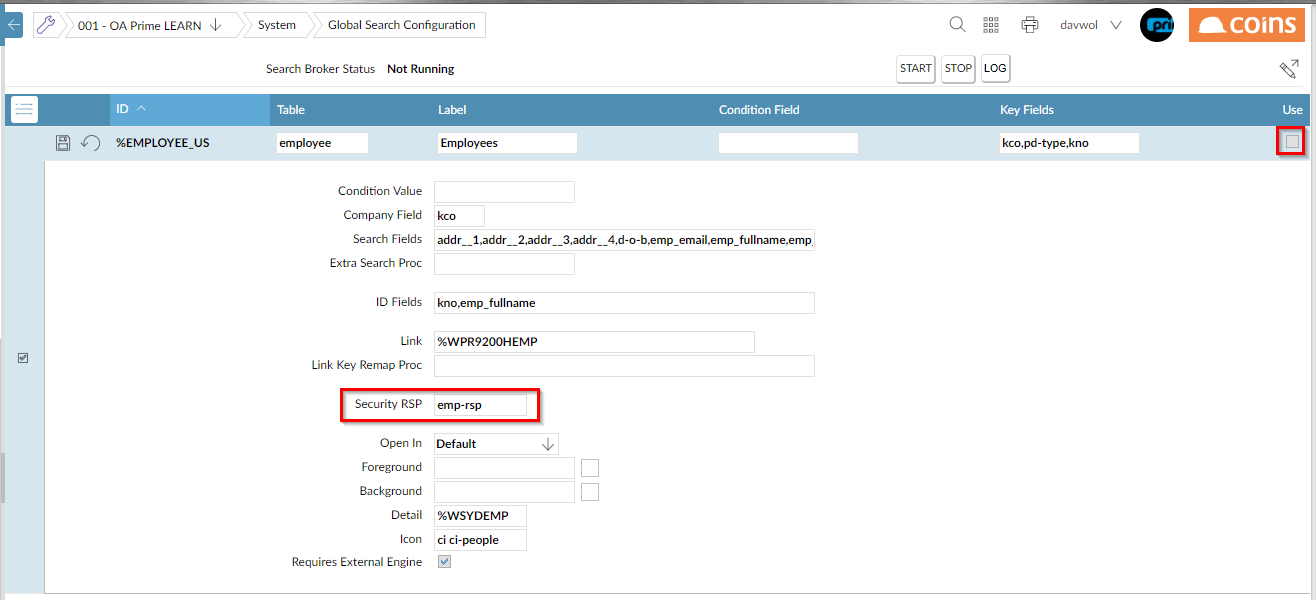 001 - OA Prime LEARN System Global Search Configuration davwol pri coins
Search Broker Status Not Running START STOP LOG
ID Table Label Condition Field Key Fields Use
%EMPLOYEE_US employee Employees kco,pd-type,kno
Condition Value
Company Field kco
Search Fields addr__1,addr__2,addr__3,addr__4,d-o-b,emp_email,emp_fullname,emp_
Extra Search Proc
ID Fields kno,emp_fullname
Link %WPR9200HEMP
Link Key Remap Proc
Security RSP emp-rsp
Open In Default
Foreground
Background
Detail %WSYDEMP
Icon ci ci-people
Requires External Engine